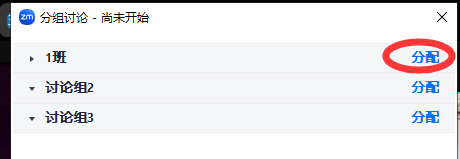 zm 分组讨论 - 尚未开始
1班 分配
讨论组2 分配
讨论组3 分配